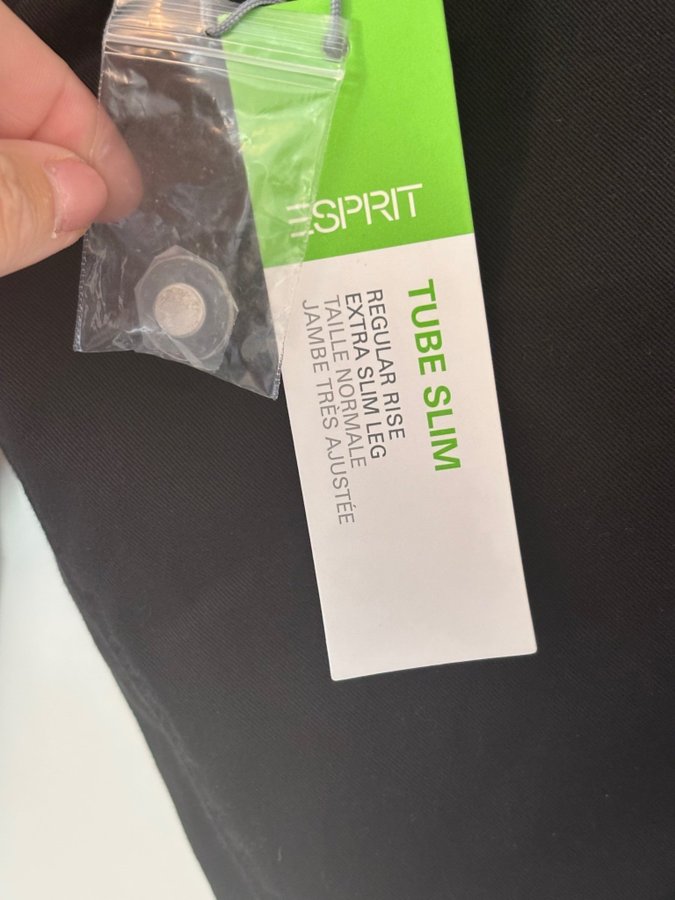 ESPRIT
TUBE SLIM
REGULAR RISE
EXTRA SLIM LEG
TAILLE NORMALE
JAMBE TRÈS AJUSTÉE